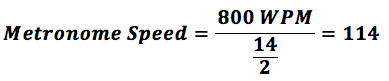 Metronome Speed = 800 WPM / (14 / 2) = 114